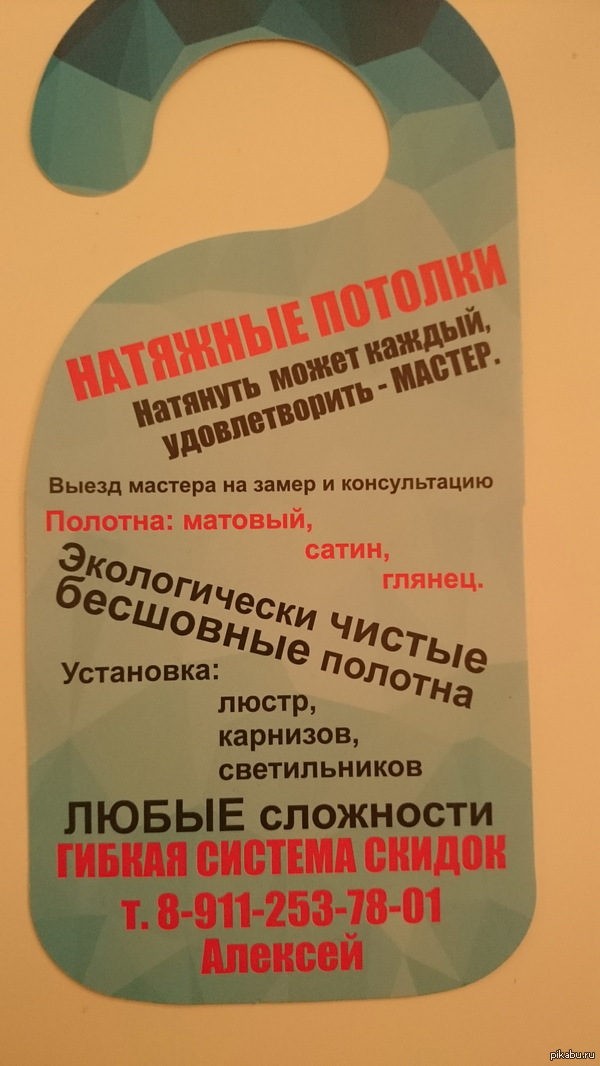 НАТЯЖНЫЕ ПОТОЛКИ
Натянуть может каждый,
удовлетворить - МАСТЕР.
Выезд мастера на замер и консультацию
Полотна: матовый,
сатин,
глянец.
Экологически чистые
бесшовные полотна
Установка:
люстр,
карнизов,
светильников
ЛЮБЫЕ сложности
ГИБКАЯ СИСТЕМА СКИДОК
т. 8-911-253-78-01
Алексей
pikabu.ru